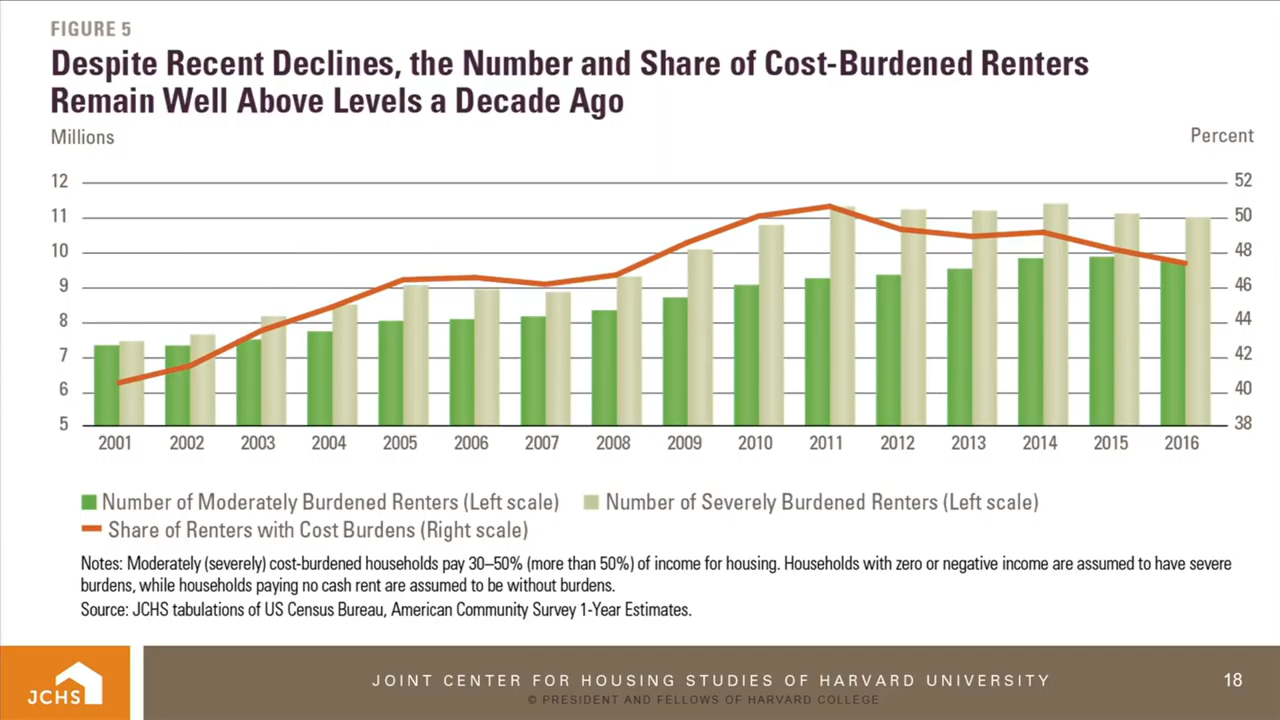 FIGURE 5
Despite Recent Declines, the Number and Share of Cost-Burdened Renters
Remain Well Above Levels a Decade Ago
Millions
Percent
12
11
10
9
8
7
6
5
52
50
48
46
44
42
40
38
2001 2002 2003 2004 2005 2006 2007 2008 2009 2010 2011 2012 2013 2014 2015 2016
Number of Moderately Burdened Renters (Left scale) Number of Severely Burdened Renters (Left scale)
Share of Renters with Cost Burdens (Right scale)
Notes: Moderately (severely) cost-burdened households pay 30–50% (more than 50%) of income for housing. Households with zero or negative income are assumed to have severe
burdens, while households paying no cash rent are assumed to be without burdens.
Source: JCHS tabulations of US Census Bureau, American Community Survey 1-Year Estimates.
JCHS
JOINT CENTER FOR HOUSING STUDIES OF HARVARD UNIVERSITY
© PRESIDENT AND FELLOWS OF HARVARD COLLEGE
18